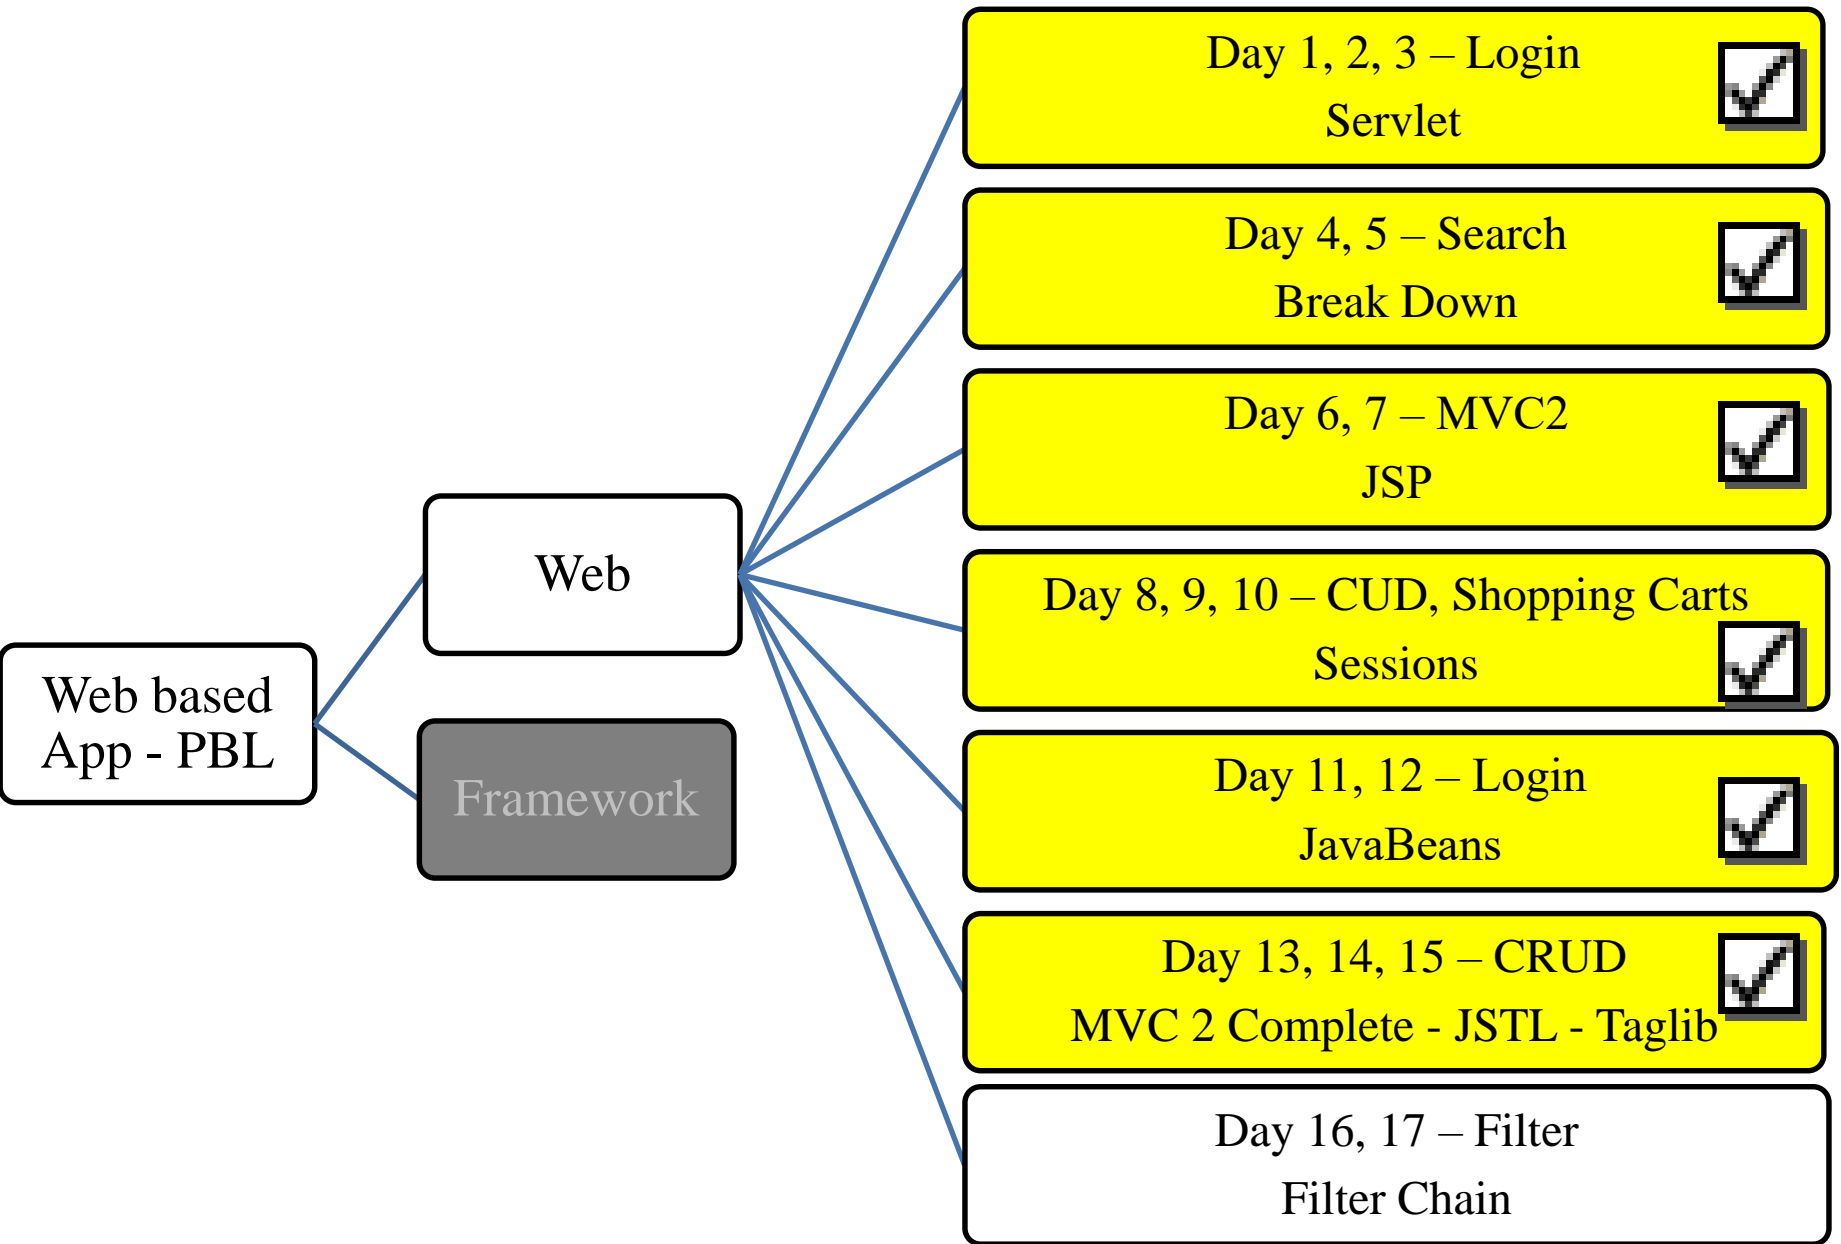 Web based
App - PBL
Web
Framework
Day 1, 2, 3 – Login
Servlet
Day 4, 5 – Search
Break Down
Day 6, 7 – MVC2
JSP
Day 8, 9, 10 – CUD, Shopping Carts
Sessions
Day 11, 12 – Login
JavaBeans
Day 13, 14, 15 – CRUD
MVC 2 Complete - JSTL - Taglib
Day 16, 17 – Filter
Filter Chain